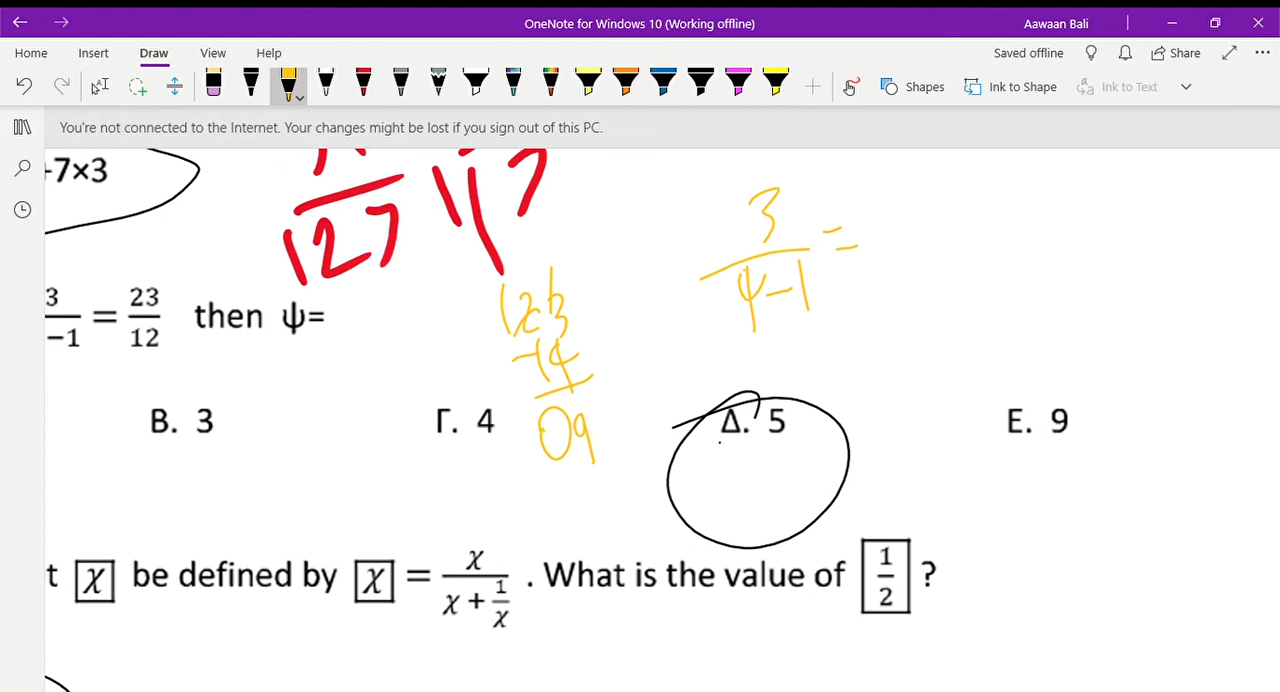 OneNote for Windows 10 (Working offline)
Aawaan Bali
Home Insert Draw View Help
Saved offline
Share
Shapes
Ink to Shape
Ink to Text
You're not connected to the Internet. Your changes might be lost if you sign out of this PC.
+7×3
127
17
3/(ψ-1) =
3/(−1) = 23/12 then ψ=
-14
09
B. 3 Γ. 4 Δ. 5 E. 9
t [χ] be defined by [χ] = χ/(χ + 1/χ) . What is the value of [1/2] ?